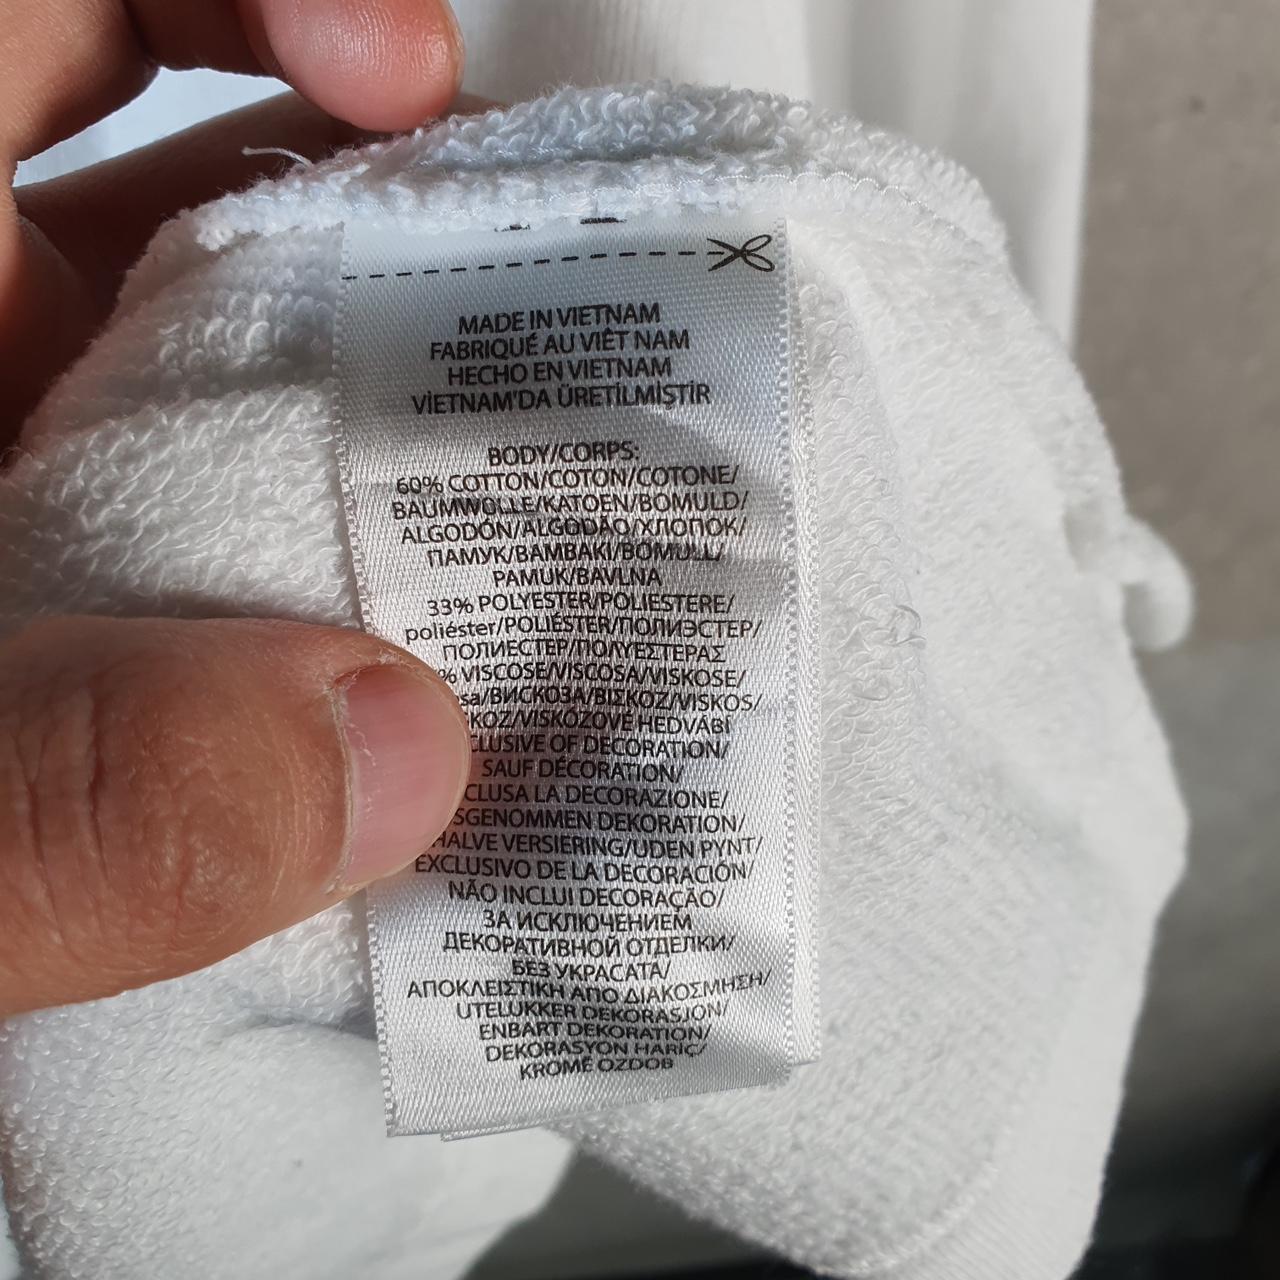 MADE IN VIETNAM
FABRIQUÉ AU VIÊT NAM
HECHO EN VIETNAM
VİETNAM'DA ÜRETİLMİŞTİR
BODY/CORPS:
60% COTTON/COTON/COTONE/
BAUMWOLLE/KATOEN/BOMULD/
ALGODÓN/ALGODÃO/ХЛОПОК/
ПАМУК/ΒΑΜΒΑΚΙ/BOMULL/
PAMUK/BAVLNA
33% POLYESTER/POLIESTERE/
poliéster/POLIÉSTER/ПОЛИЭСТЕР/
ПОЛИЕСТЕР/ΠΟΛΥΕΣΤΕΡΑΣ
% VISCOSE/VISCOSA/VISKOSE/
/ВИСКОЗА/ΒΙΣΚΟΖ/VISKOS/
/VISKÓZOVÉ HEDVÁBÍ
OF DECORATION/
SAUF DÉCORATION/
LA DECORAZIONE/
DEKORATION/
VERSIERING/UDEN PYNT/
EXCLUSIVO DE LA DECORACIÓN/
NÃO INCLUI DECORAÇÃO/
ЗА ИСКЛЮЧЕНИЕМ
ДЕКОРАТИВНОЙ ОТДЕЛКИ/
БЕЗ УКРАСАТА/
ΑΠΟΚΛΕΙΣΤΙΚΗ ΑΠΟ ΔΙΑΚΟΣΜΗΣΗ/
UTELUKKER DEKORASJON/
ENBART DEKORATION/
DEKORASYON HARİÇ/
KROMĚ OZDOB